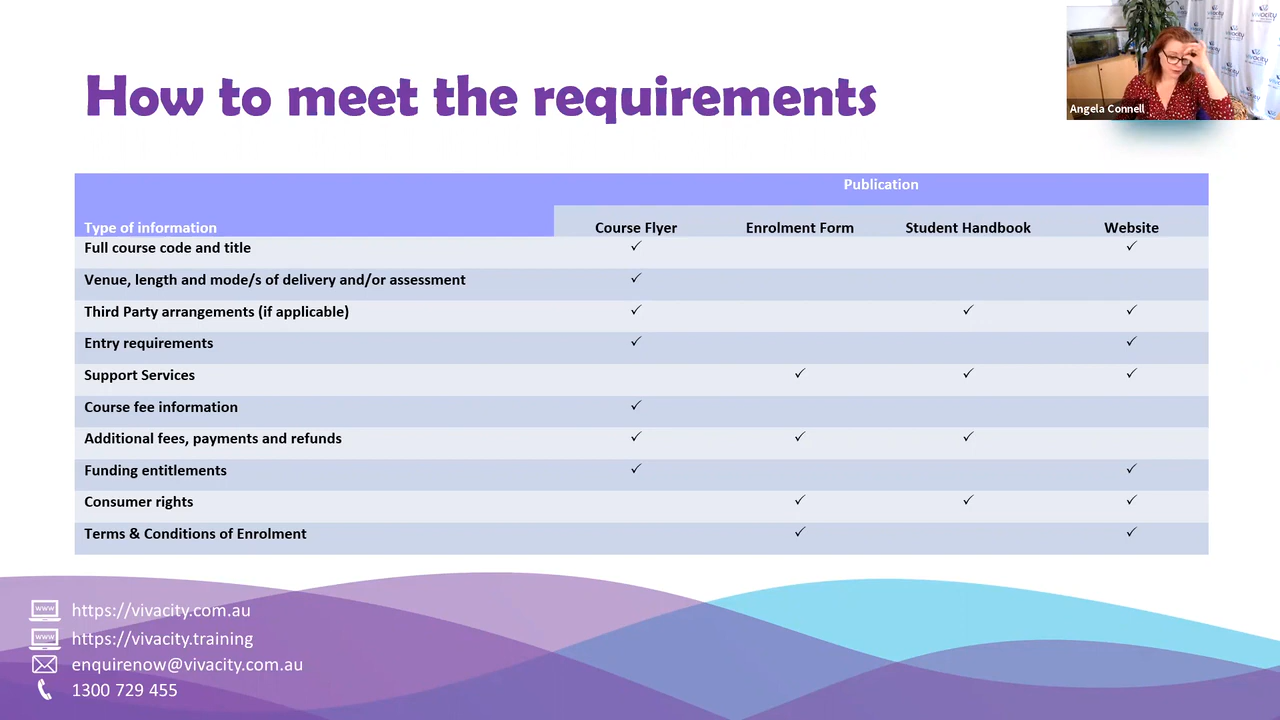 How to meet the requirements
vivacity
Angela Connell
Publication
Type of information Course Flyer Enrolment Form Student Handbook Website
Full course code and title ✓ ✓
Venue, length and mode/s of delivery and/or assessment ✓
Third Party arrangements (if applicable) ✓ ✓ ✓
Entry requirements ✓ ✓
Support Services ✓ ✓ ✓
Course fee information ✓
Additional fees, payments and refunds ✓ ✓ ✓
Funding entitlements ✓ ✓
Consumer rights ✓ ✓ ✓
Terms & Conditions of Enrolment ✓ ✓
www https://vivacity.com.au
www https://vivacity.training
enquirenow@vivacity.com.au
1300 729 455